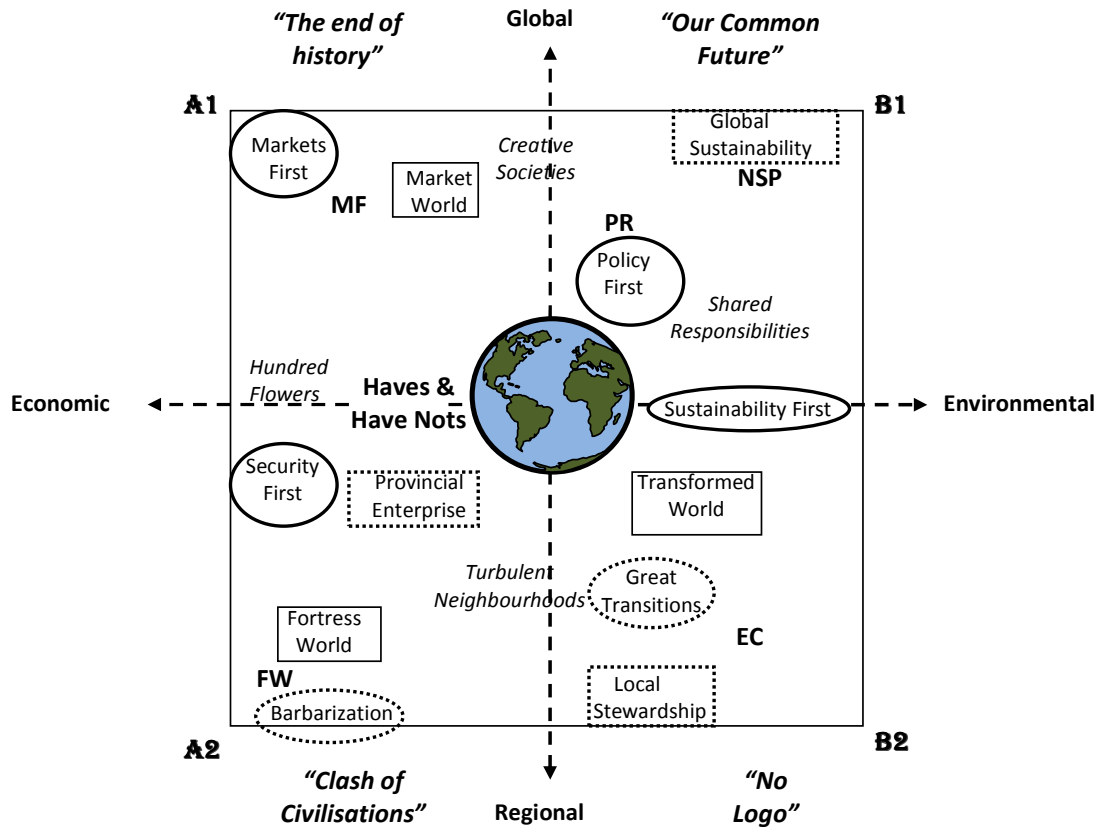 “The end of
history”
Global
“Our Common
Future”
A1
B1
Markets
First
Market
World
Creative
Societies
Global
Sustainability
MF
NSP
PR
Policy
First
Shared
Responsibilities
Hundred
Flowers
Haves &
Have Nots
Economic
Sustainability First
Environmental
Security
First
Provincial
Enterprise
Transformed
World
Turbulent
Neighbourhoods
Great
Transitions
Fortress
World
EC
FW
Barbarization
Local
Stewardship
A2
B2
“Clash of
Civilisations”
Regional
“No
Logo”